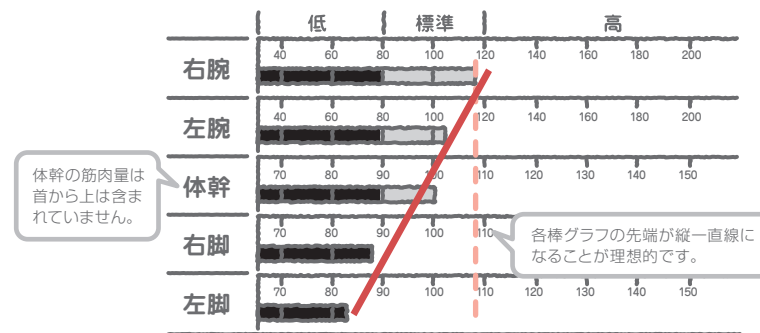 低 標準 高
右腕 40 60 80 100 120 140 160 180 200
左腕 40 60 80 100 120 140 160 180 200
体幹 70 80 90 100 110 120 130 140 150
右脚 70 80 90 100 110 120 130 140 150
左脚 70 80 90 100 110 120 130 140 150
体幹の筋肉量は
首から上は含ま
れていません。
各棒グラフの先端が縦一直線に
なることが理想的です。